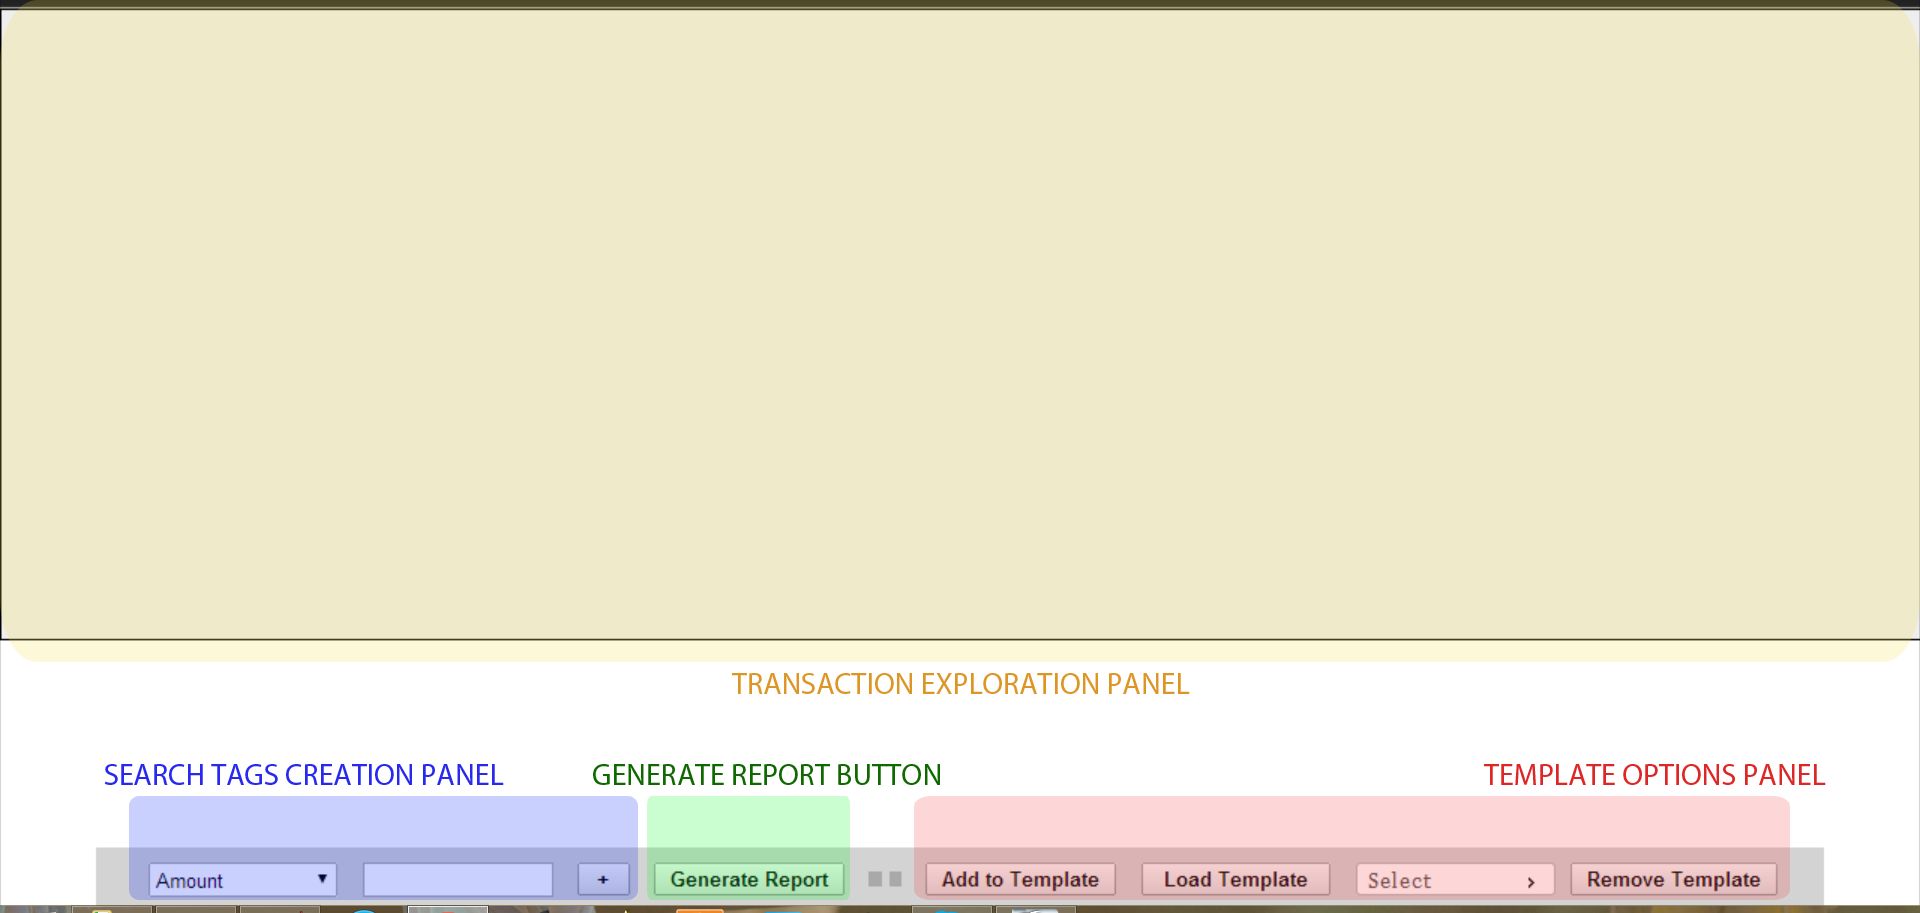 TRANSACTION EXPLORATION PANEL
SEARCH TAGS CREATION PANEL
GENERATE REPORT BUTTON
TEMPLATE OPTIONS PANEL
Amount
+
Generate Report
Add to Template
Load Template
Select
Remove Template